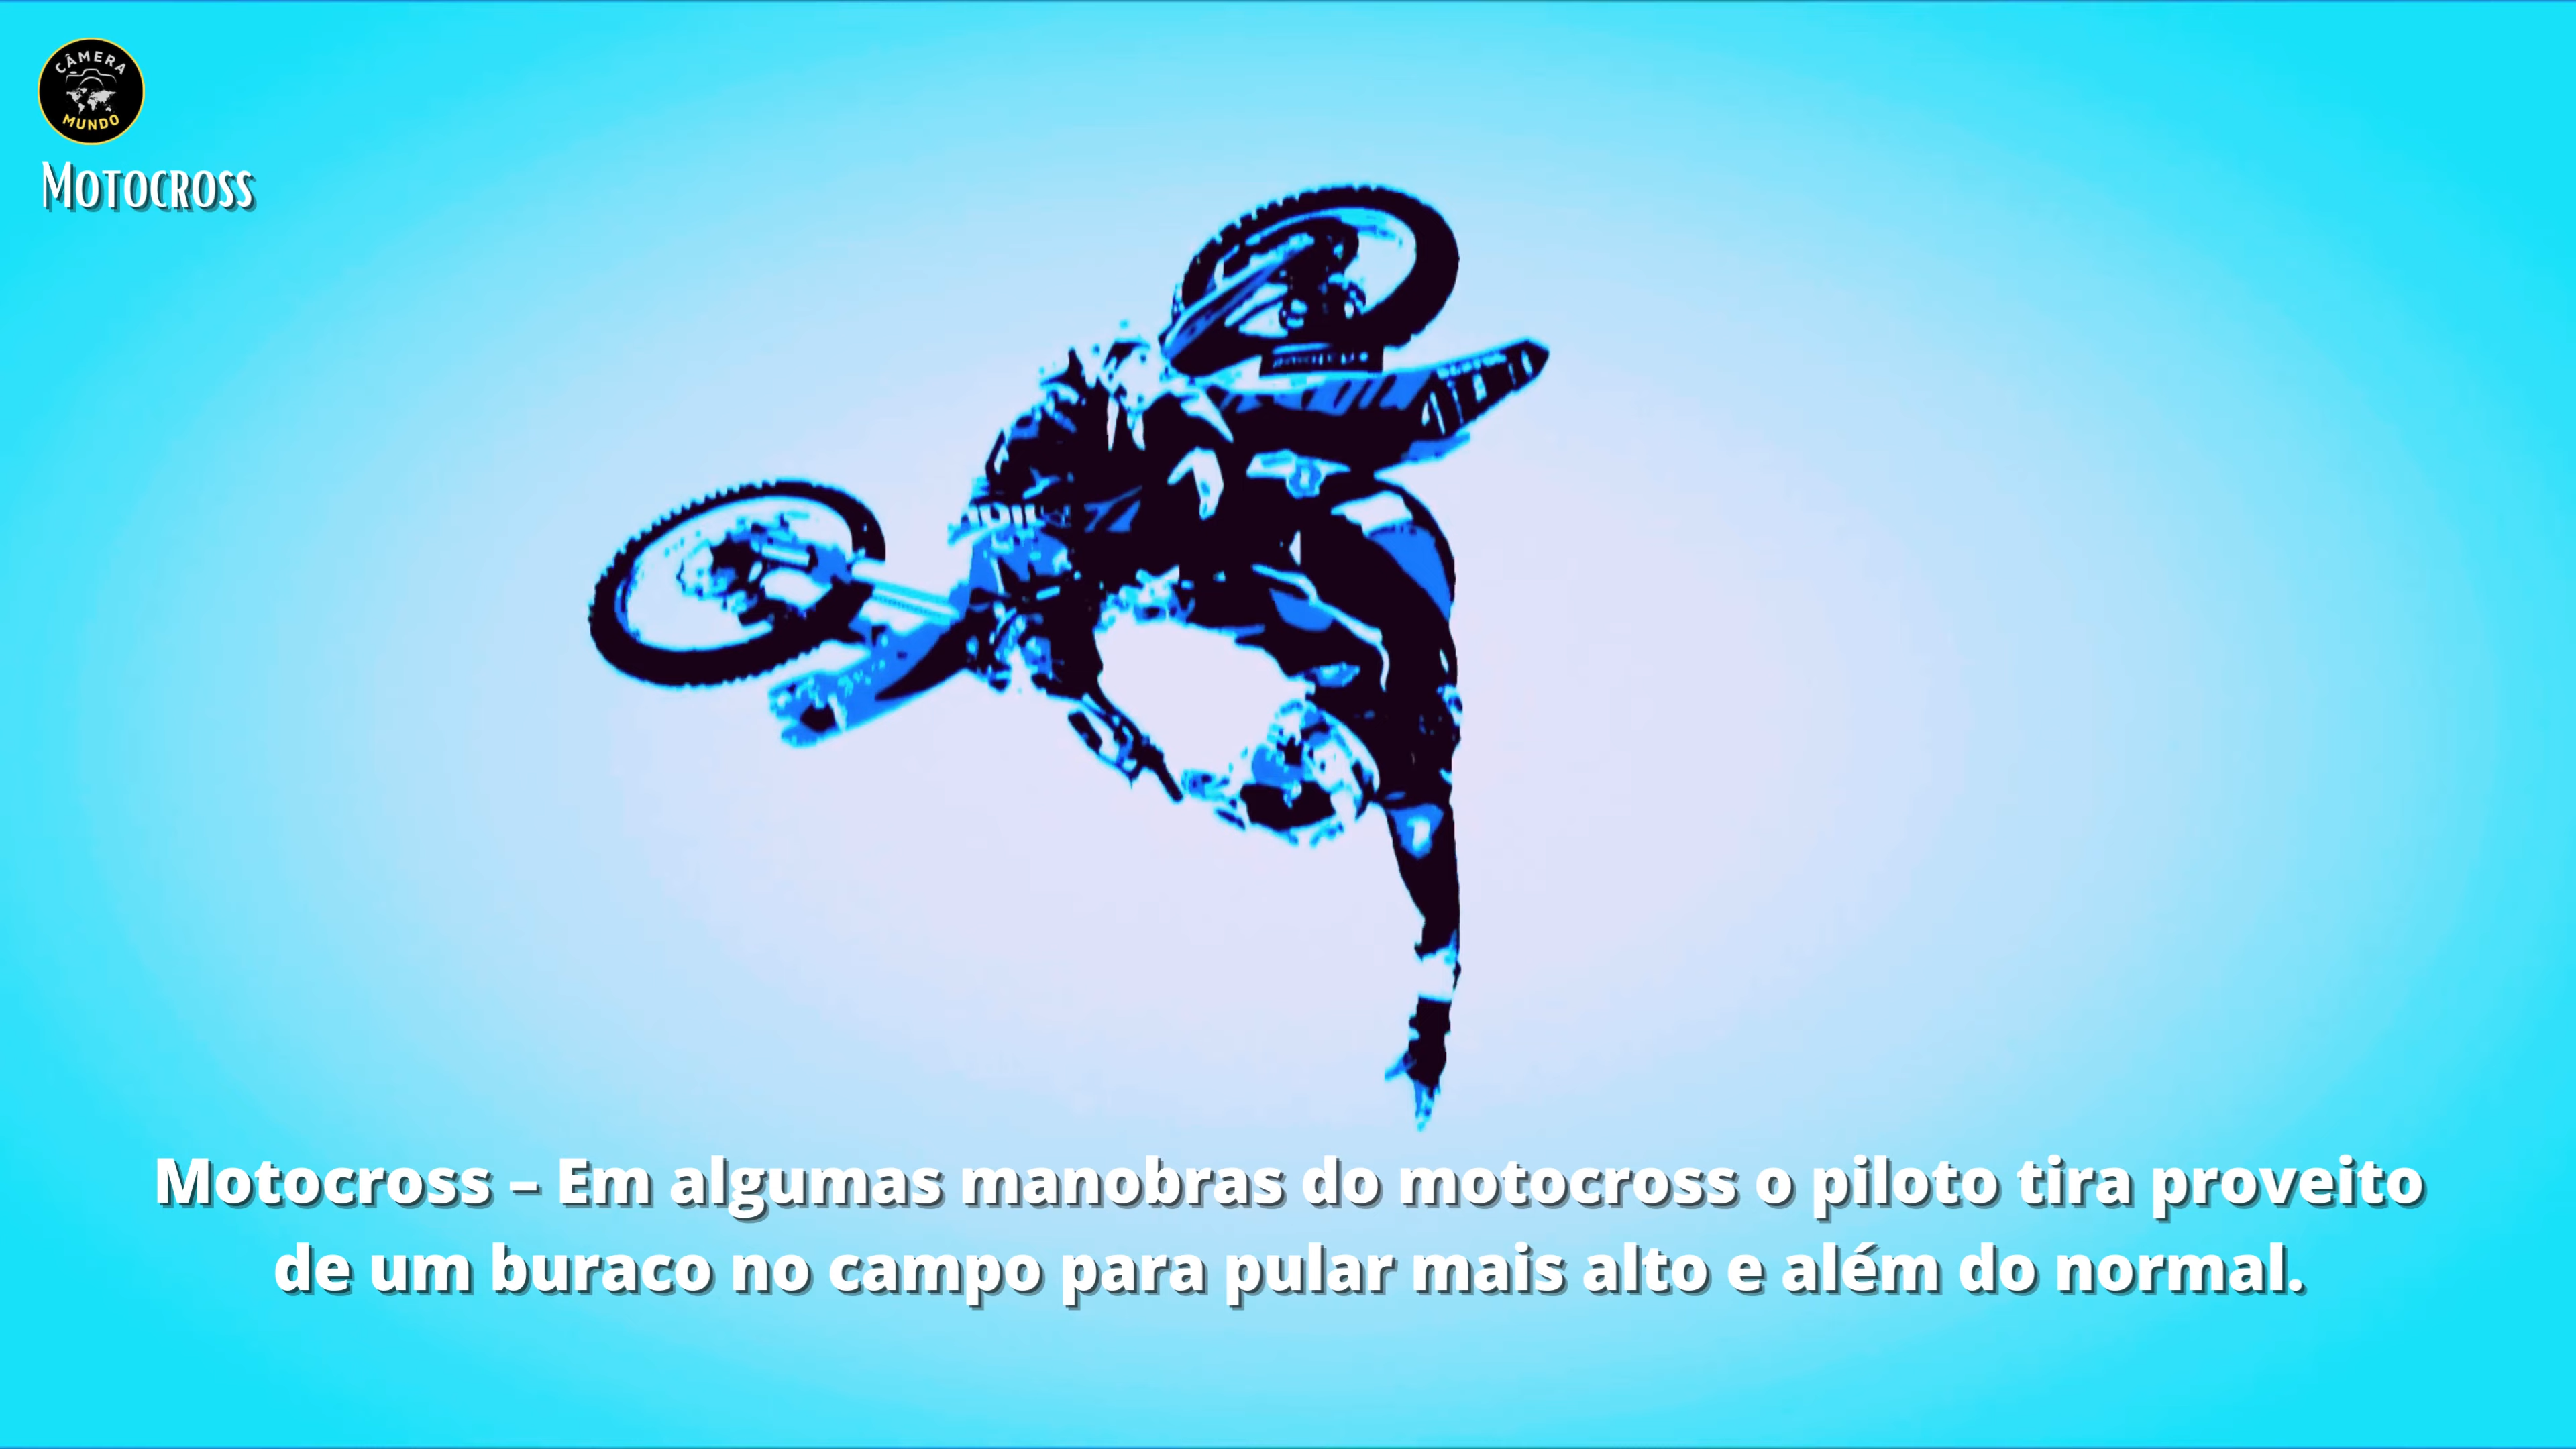 CÂMERA
MUNDO
Motocross
Motocross – Em algumas manobras do motocross o piloto tira proveito
de um buraco no campo para pular mais alto e além do normal.